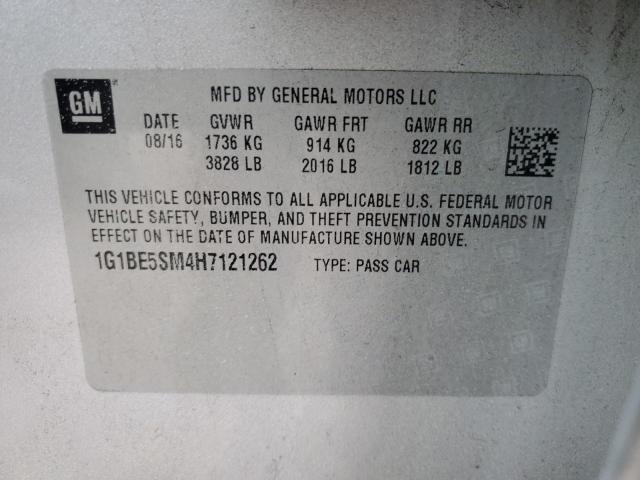 GM
MFD BY GENERAL MOTORS LLC
DATE GVWR GAWR FRT GAWR RR
08/16 1736 KG 914 KG 822 KG
3828 LB 2016 LB 1812 LB
THIS VEHICLE CONFORMS TO ALL APPLICABLE U.S. FEDERAL MOTOR
VEHICLE SAFETY, BUMPER, AND THEFT PREVENTION STANDARDS IN
EFFECT ON THE DATE OF MANUFACTURE SHOWN ABOVE.
1G1BE5SM4H7121262 TYPE: PASS CAR